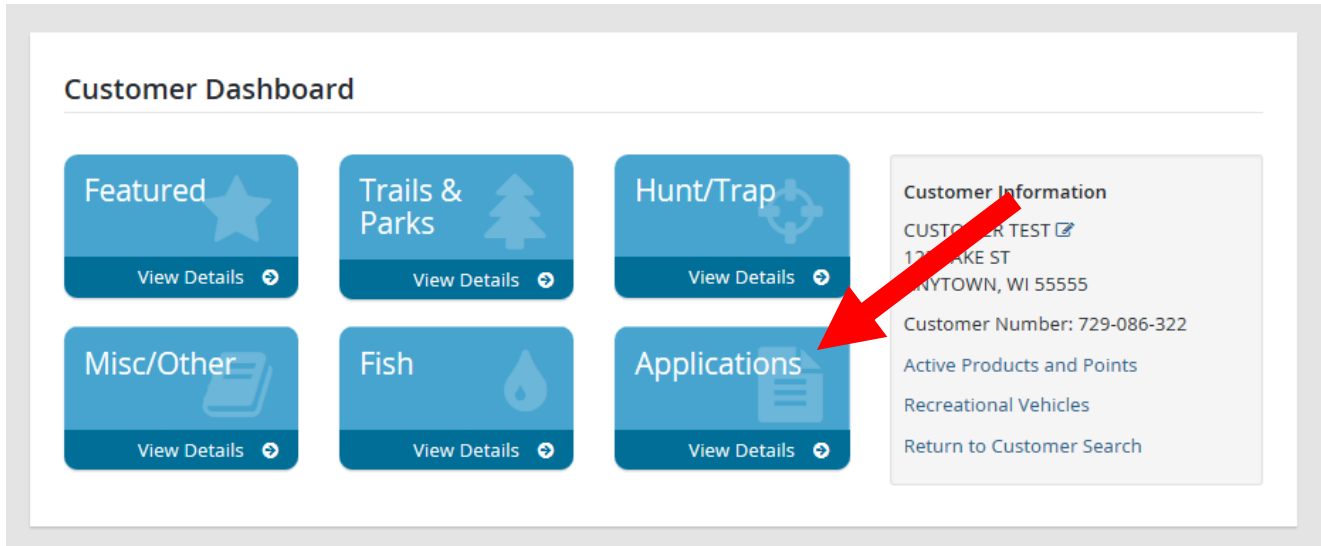 Customer Dashboard
Featured
View Details
Trails &
Parks
View Details
Hunt/Trap
View Details
Misc/Other
View Details
Fish
View Details
Applications
View Details
Customer Information
TEST
ST
WI 55555
Customer Number: 729-086-322
Active Products and Points
Recreational Vehicles
Return to Customer Search